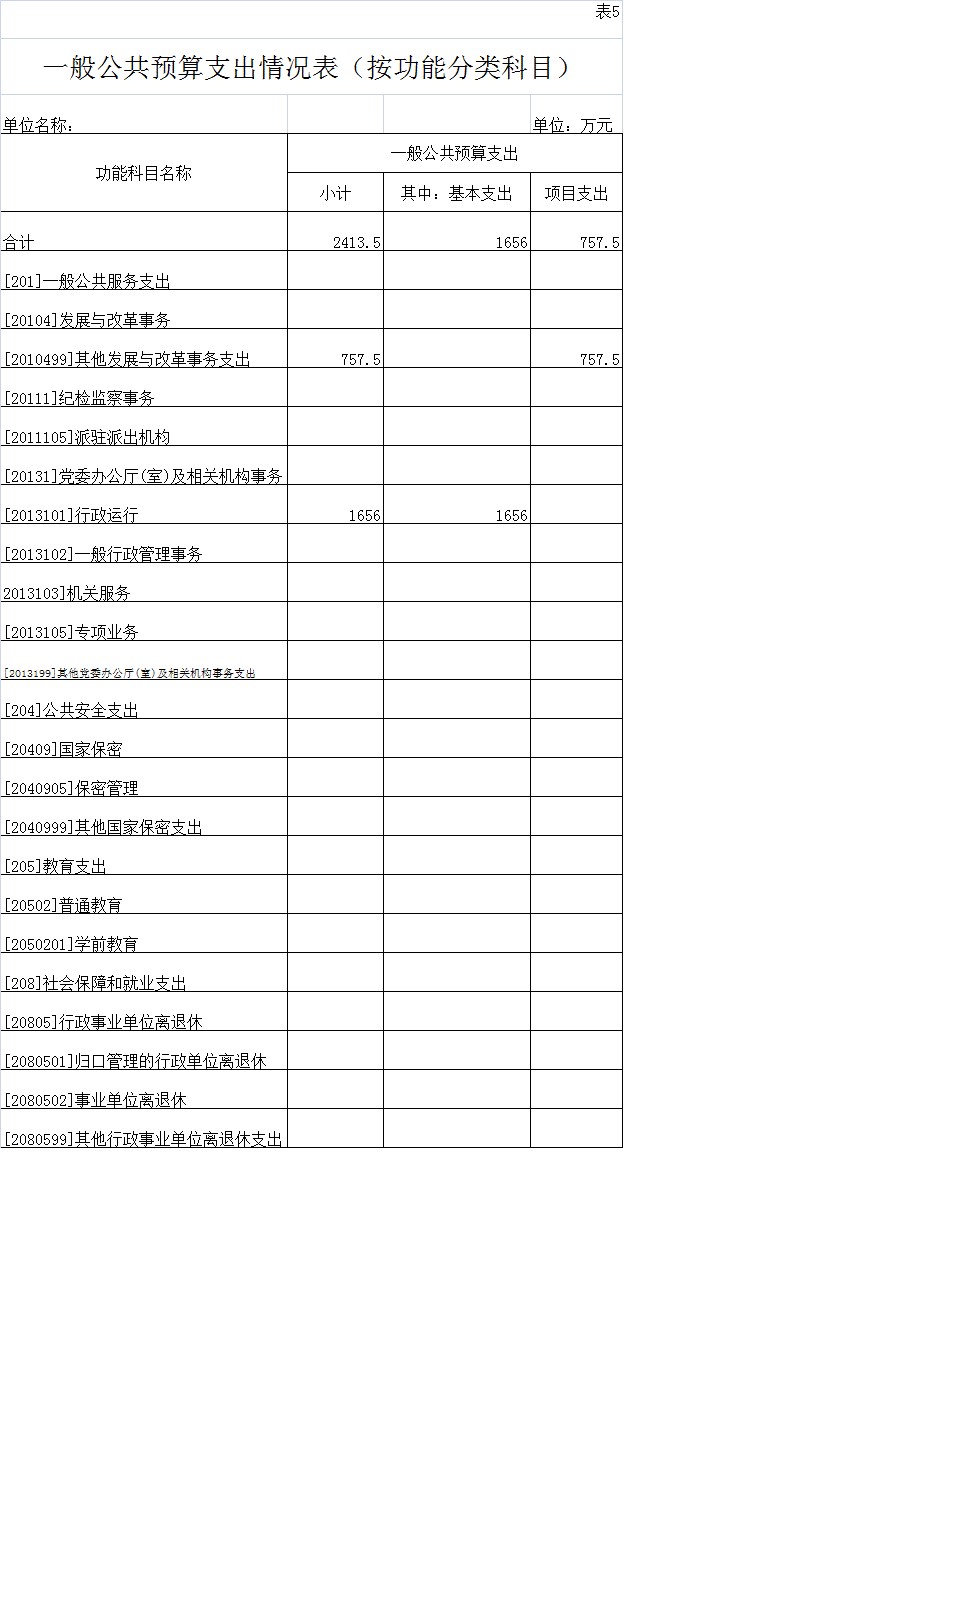 表5
一般公共预算支出情况表（按功能分类科目）
单位名称： 单位：万元
功能科目名称 一般公共预算支出
小计 其中：基本支出 项目支出
合计 2413.5 1656 757.5
[201]一般公共服务支出
[20104]发展与改革事务
[2010499]其他发展与改革事务支出 757.5 757.5
[20111]纪检监察事务
[2011105]派驻派出机构
[20131]党委办公厅(室)及相关机构事务
[2013101]行政运行 1656 1656
[2013102]一般行政管理事务
2013103]机关服务
[2013105]专项业务
[2013199]其他党委办公厅(室)及相关机构事务支出
[204]公共安全支出
[20409]国家保密
[2040905]保密管理
[2040999]其他国家保密支出
[205]教育支出
[20502]普通教育
[2050201]学前教育
[208]社会保障和就业支出
[20805]行政事业单位离退休
[2080501]归口管理的行政单位离退休
[2080502]事业单位离退休
[2080599]其他行政事业单位离退休支出